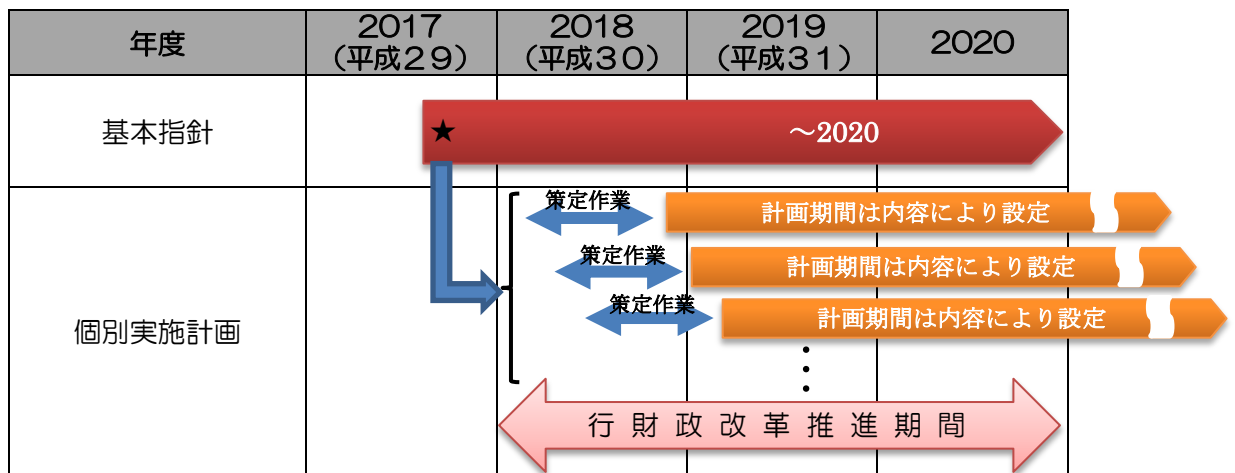 年度
２０１７
（平成２９）
２０１８
（平成３０）
２０１９
（平成３１）
２０２０
基本指針
★
～2020
個別実施計画
策定作業
計画期間は内容により設定
策定作業
計画期間は内容により設定
策定作業
計画期間は内容により設定
行財政改革推進期間